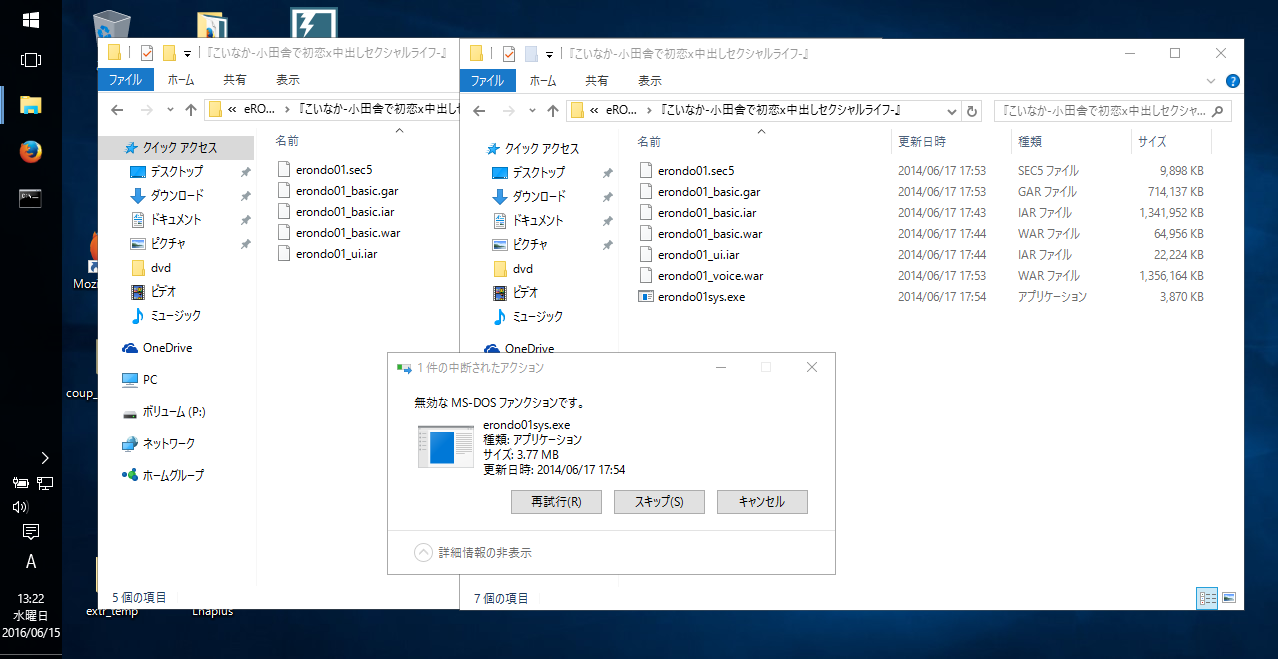 『こいなか-小田舎で初恋x中出しセクシャルライフ-』
ファイル
ホーム
共有
表示
« eRO... › 『こいなか-小田舎で初恋x中出し
クイック アクセス
デスクトップ
ダウンロード
ドキュメント
ピクチャ
dvd
ビデオ
ミュージック
OneDrive
PC
ボリューム (P:)
ネットワーク
ホームグループ
名前
erondo01.sec5
erondo01_basic.gar
erondo01_basic.iar
erondo01_basic.war
erondo01_ui.iar
5 個の項目
『こいなか-小田舎で初恋x中出しセクシャルライフ-』
ファイル
ホーム
共有
表示
« eRO... › 『こいなか-小田舎で初恋x中出しセクシャルライフ-』
『こいなか-小田舎で初恋x中出しセクシャ...
クイック アクセス
デスクトップ
ダウンロード
ドキュメント
ピクチャ
dvd
ビデオ
ミュージック
OneDrive
名前 更新日時 種類 サイズ
erondo01.sec5 2014/06/17 17:53 SEC5 ファイル 9,898 KB
erondo01_basic.gar 2014/06/17 17:53 GAR ファイル 714,137 KB
erondo01_basic.iar 2014/06/17 17:43 IAR ファイル 1,341,952 KB
erondo01_basic.war 2014/06/17 17:44 WAR ファイル 64,956 KB
erondo01_ui.iar 2014/06/17 17:44 IAR ファイル 22,224 KB
erondo01_voice.war 2014/06/17 17:53 WAR ファイル 1,356,164 KB
erondo01sys.exe 2014/06/17 17:54 アプリケーション 3,870 KB
7 個の項目
1 件の中断されたアクション
無効な MS-DOS ファンクションです。
erondo01sys.exe
種類: アプリケーション
サイズ: 3.77 MB
更新日時: 2014/06/17 17:54
再試行(R)
スキップ(S)
キャンセル
詳細情報の非表示
Mozi
coup_
extr_temp
Lhaplus
A
13:22
水曜日
2016/06/15